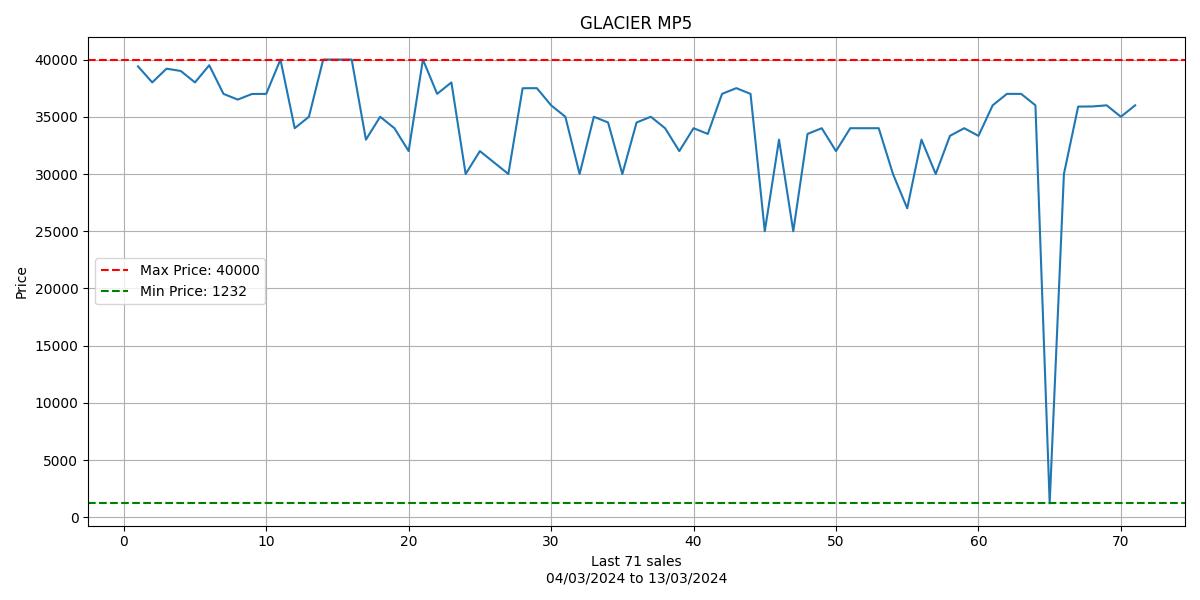 GLACIER MP5
40000
35000
30000
25000
20000
15000
10000
5000
0
Price
Max Price: 40000
Min Price: 1232
0 10 20 30 40 50 60 70
Last 71 sales
04/03/2024 to 13/03/2024